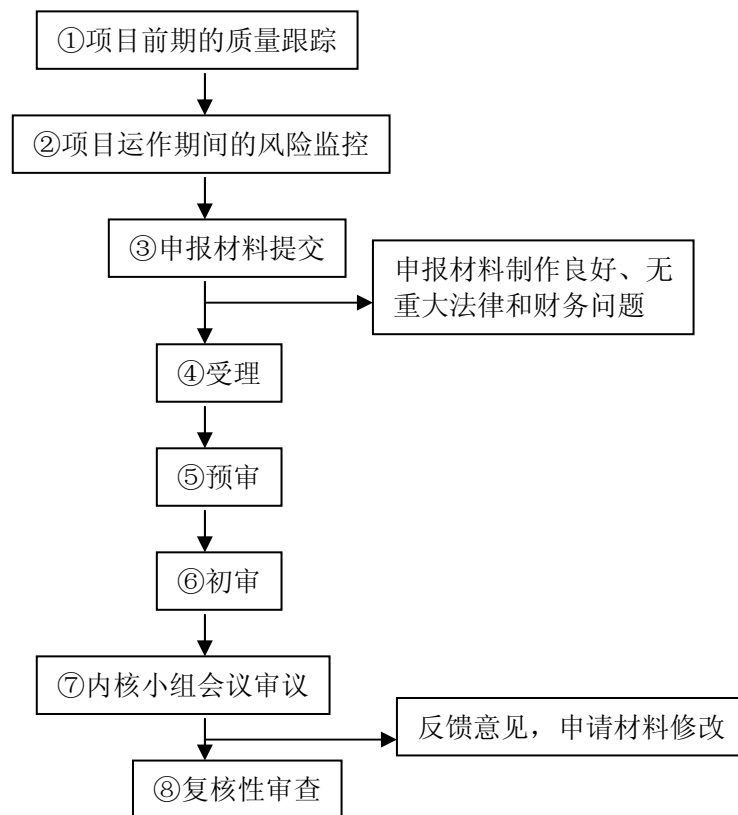 ①项目前期的质量跟踪
②项目运作期间的风险监控
③申报材料提交
申报材料制作良好、无
重大法律和财务问题
④受理
⑤预审
⑥初审
⑦内核小组会议审议
反馈意见，申请材料修改
⑧复核性审查